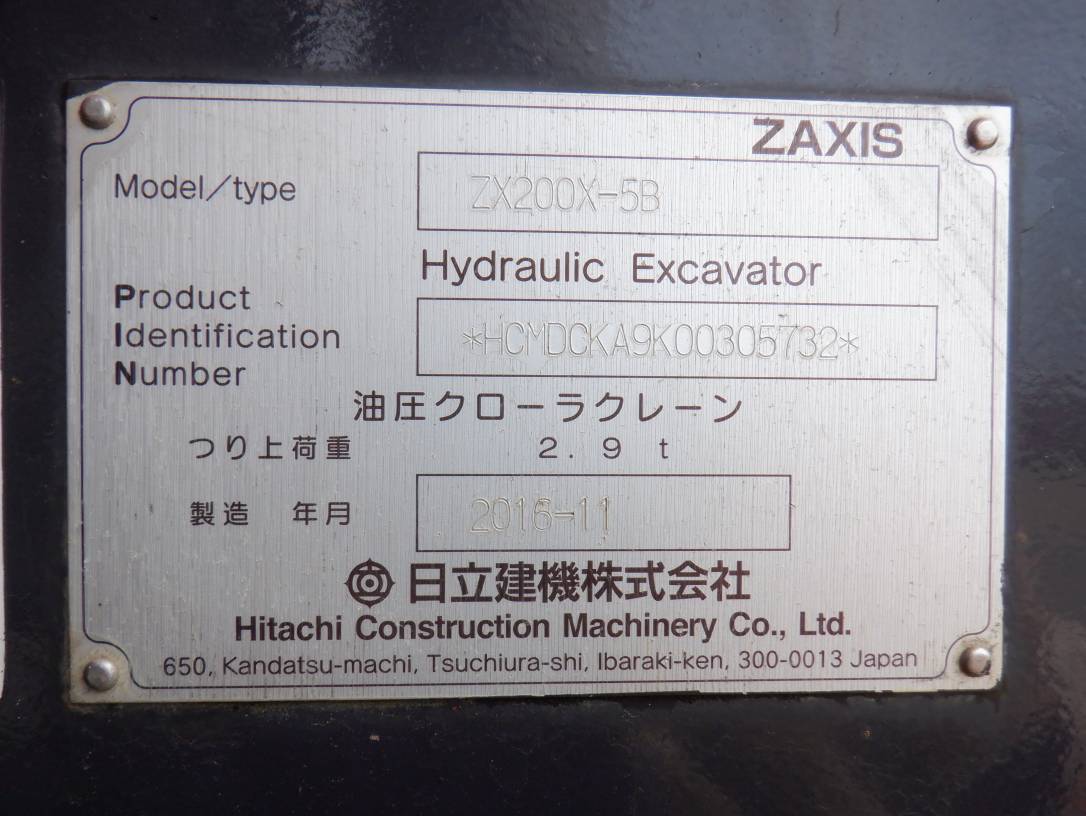 ZAXIS
Model/type ZX200X-5B
Hydraulic Excavator
Product
Identification *HCMDCKA9K00305732*
Number
油圧クローラクレーン
つり上荷重 2.9 t
製造 年月 2016-11
日立建機株式会社
Hitachi Construction Machinery Co., Ltd.
650, Kandatsu-machi, Tsuchiura-shi, Ibaraki-ken, 300-0013 Japan